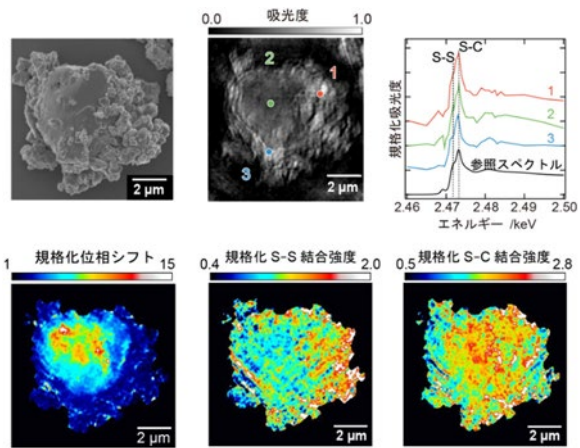 2 µm
吸光度
0.0
1.0
2
1
3
2 µm
S-C
S-S
1
2
3
参照スペクトル
規格化吸光度
2.46
2.47
2.48
2.49
2.50
エネルギー /keV
規格化位相シフト
1
15
2 µm
規格化 S-S 結合強度
0.4
2.0
2 µm
規格化 S-C 結合強度
0.5
2.8
2 µm